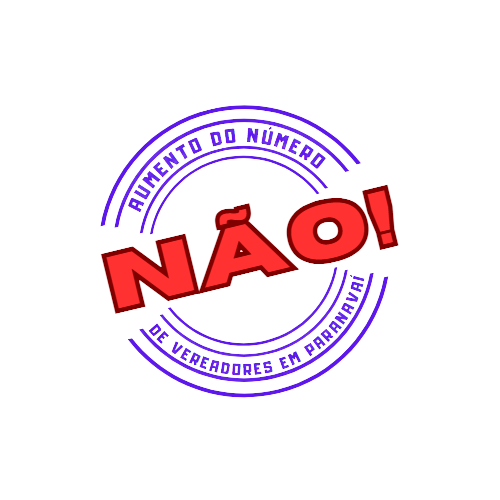 AUMENTO DO NÚMERO
NÃO!
DE VEREADORES EM PARANAVAÍ